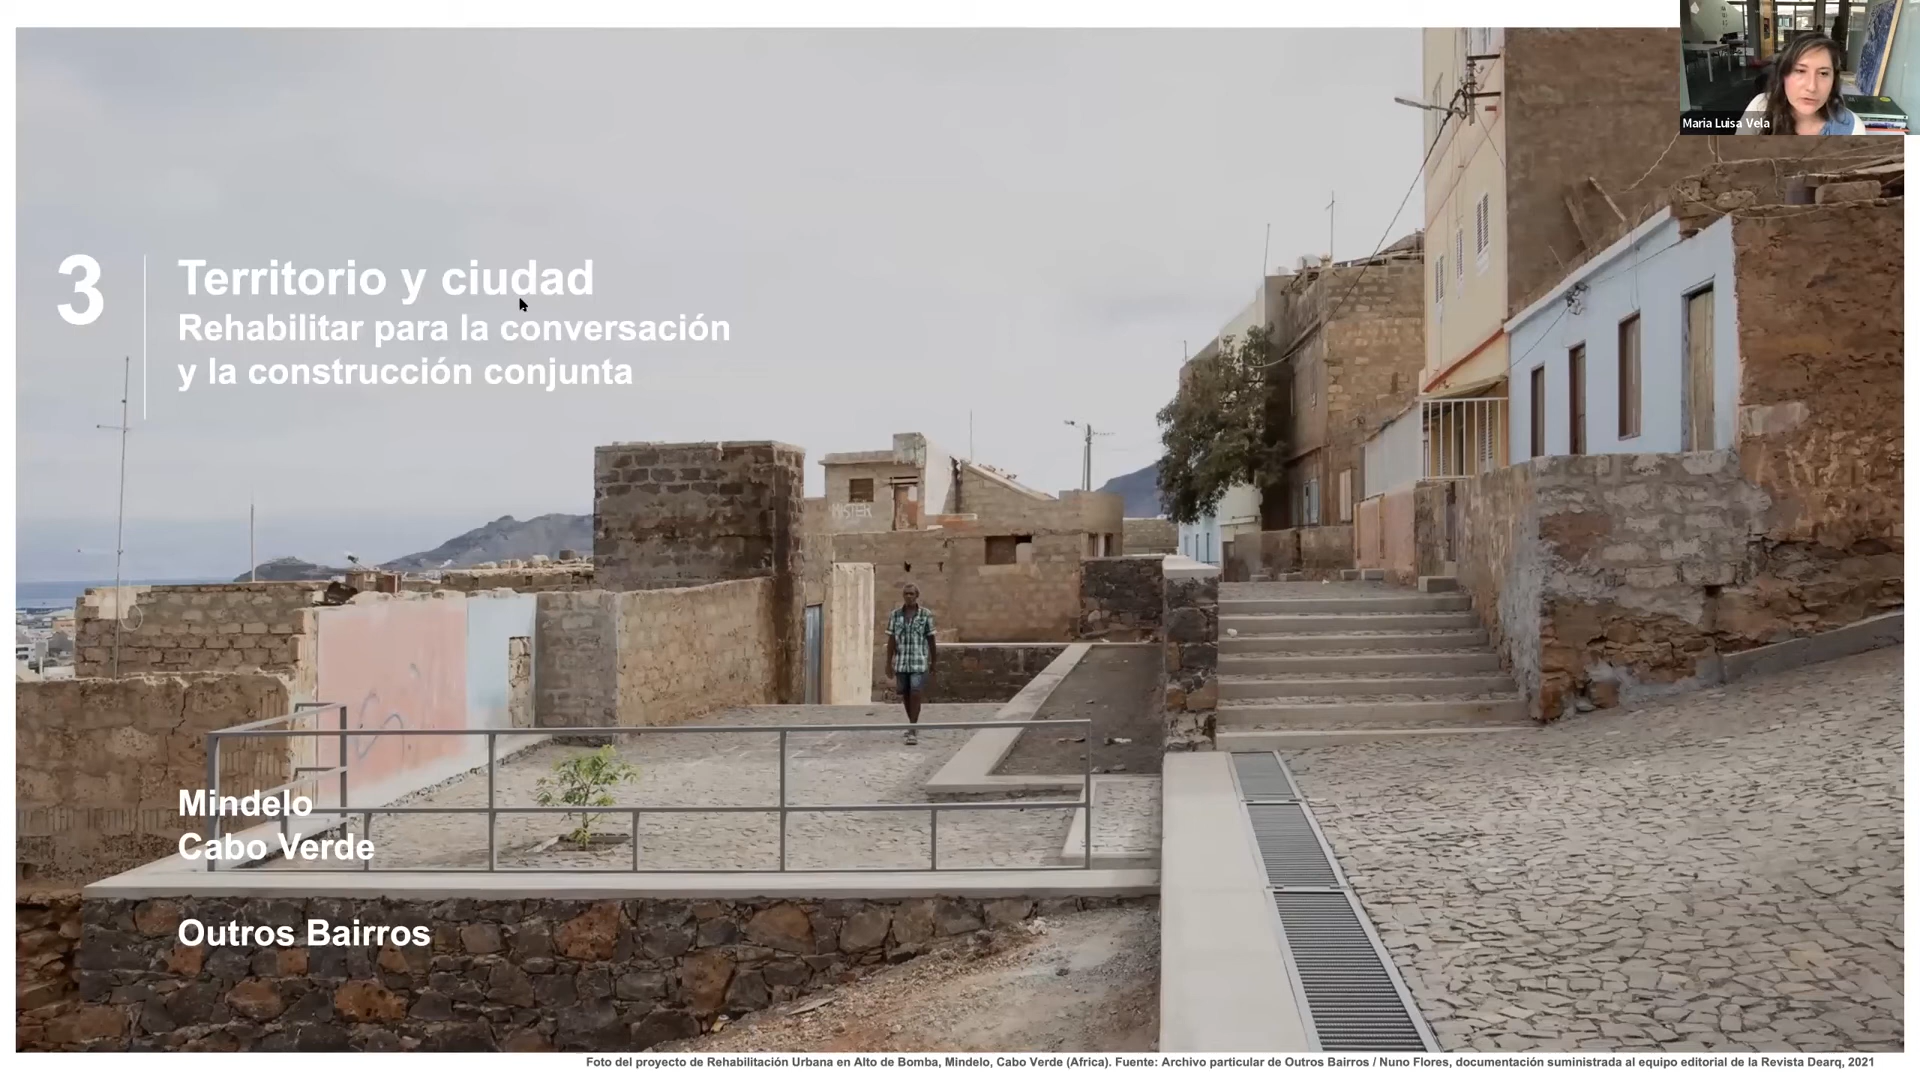 Maria Luisa Vela
3
Territorio y ciudad
Rehabilitar para la conversación
y la construcción conjunta
MISTER
Mindelo
Cabo Verde
Outros Bairros
Foto del proyecto de Rehabilitación Urbana en Alto de Bomba, Mindelo, Cabo Verde (Africa). Fuente: Archivo particular de Outros Bairros / Nuno Flores, documentación suministrada al equipo editorial de la Revista Dearq, 2021